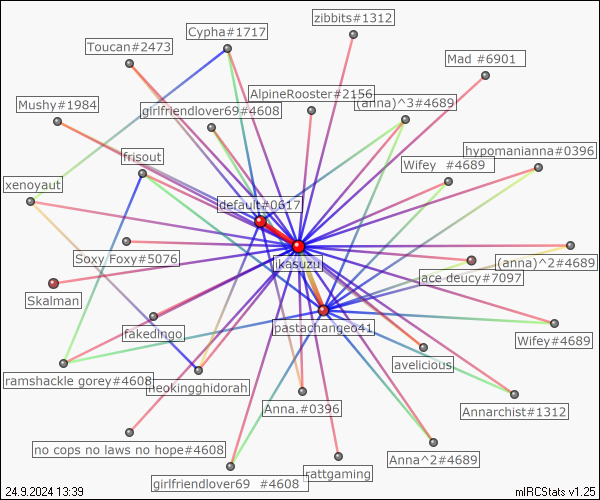 zibbits#1312
Cypha#1717
Toucan#2473
Mad #6901
AlpineRooster#2156
Mushy#1984
girlfriendlover69#4608
(anna)^3#4689
frisout
Wifey #4689
hypomanianna#0396
xenoyaut
default#0617
Soxy Foxy#5076
ikasuzu
(anna)^2#4689
ace deucy#7097
Skalman
fakedingo
pastachange041
Wifey#4689
avelicious
ramshackle gorey#4608
neokingghidorah
Anna.#0396
Annarchist#1312
no cops no laws no hope#4608
Anna^2#4689
rattgaming
girlfriendlover69 #4608
24.9.2024 13:39
mIRCStats v1.25